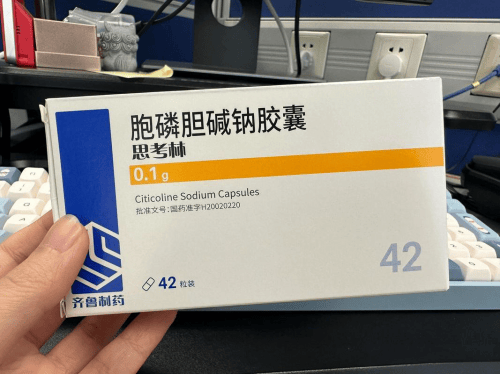 胞磷胆碱钠胶囊
思考林
0.1g
Citicoline Sodium Capsules
批准文号:国药准字H20020220
42
42粒装
齐鲁制药